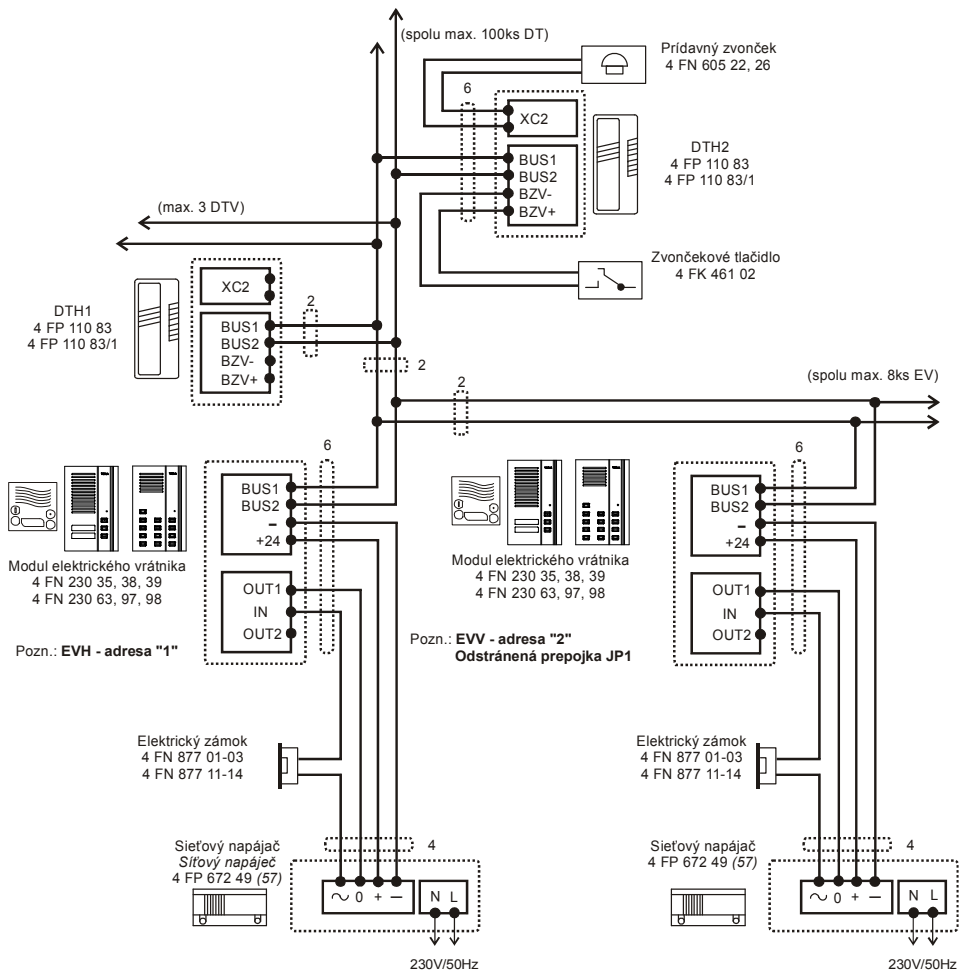 (spolu max. 100ks DT)
Prídavný zvonček
4 FN 605 22, 26
6
XC2
BUS1
BUS2
BZV-
BZV+
DTH2
4 FP 110 83
4 FP 110 83/1
(max. 3 DTV)
Zvončekové tlačidlo
4 FK 461 02
XC2
BUS1
BUS2
BZV-
BZV+
DTH1
4 FP 110 83
4 FP 110 83/1
2
2
2
(spolu max. 8ks EV)
6
BUS1
BUS2
–
+24
OUT1
IN
OUT2
Modul elektrického vrátnika
4 FN 230 35, 38, 39
4 FN 230 63, 97, 98
Pozn.: EVH - adresa "1"
6
BUS1
BUS2
–
+24
OUT1
IN
OUT2
Modul elektrického vrátnika
4 FN 230 35, 38, 39
4 FN 230 63, 97, 98
Pozn.: EVV - adresa "2"
Odstránená prepojka JP1
Elektrický zámok
4 FN 877 01-03
4 FN 877 11-14
Elektrický zámok
4 FN 877 01-03
4 FN 877 11-14
Sieťový napájač
Síťový napáječ
4 FP 672 49 (57)
4
~ 0 + –
N L
230V/50Hz
Sieťový napájač
4 FP 672 49 (57)
4
~ 0 + –
N L
230V/50Hz